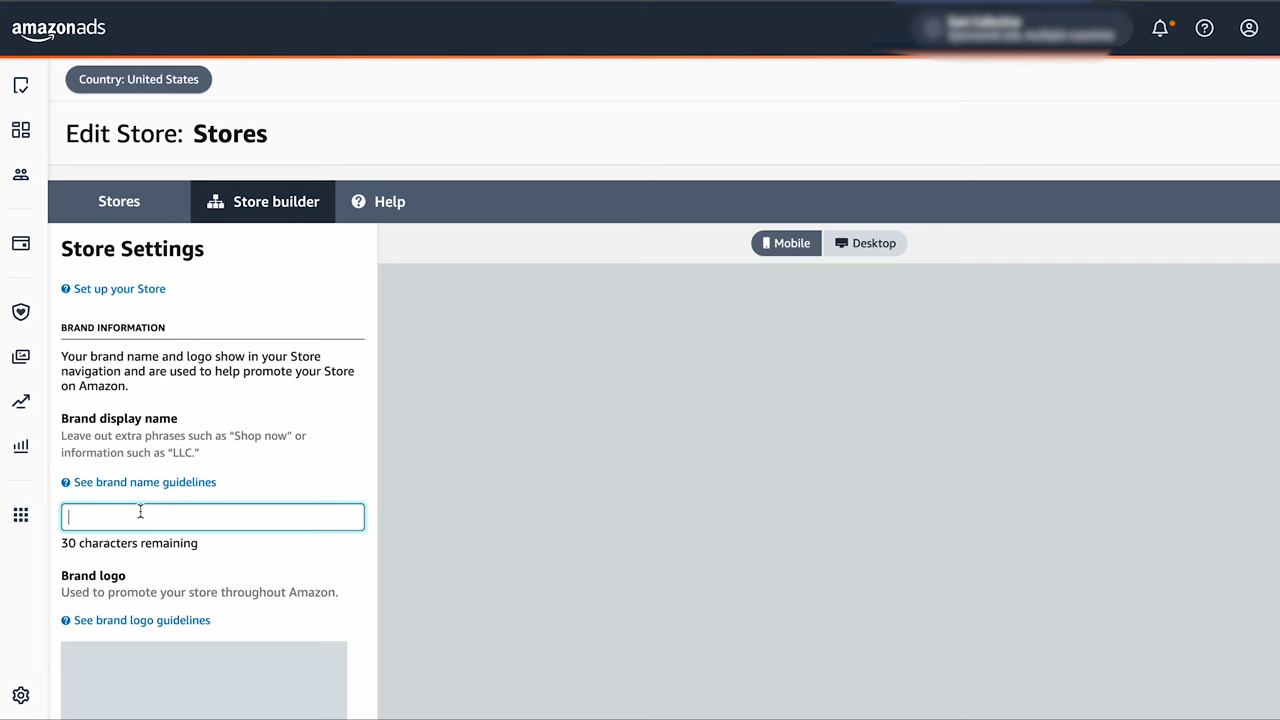 amazonads
Country: United States
Edit Store: Stores
Stores
Store builder
Help
Store Settings
Mobile
Desktop
Set up your Store
BRAND INFORMATION
Your brand name and logo show in your Store
navigation and are used to help promote your Store
on Amazon.
Brand display name
Leave out extra phrases such as “Shop now” or
information such as “LLC.”
See brand name guidelines
30 characters remaining
Brand logo
Used to promote your store throughout Amazon.
See brand logo guidelines